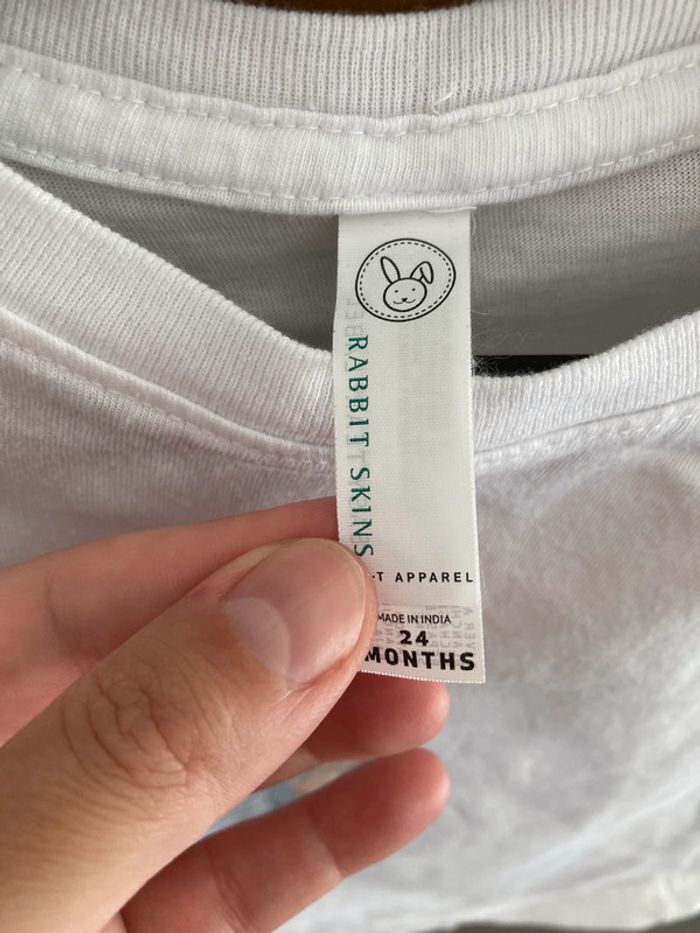 RABBIT SKINS
T APPAREL
MADE IN INDIA
24
MONTHS